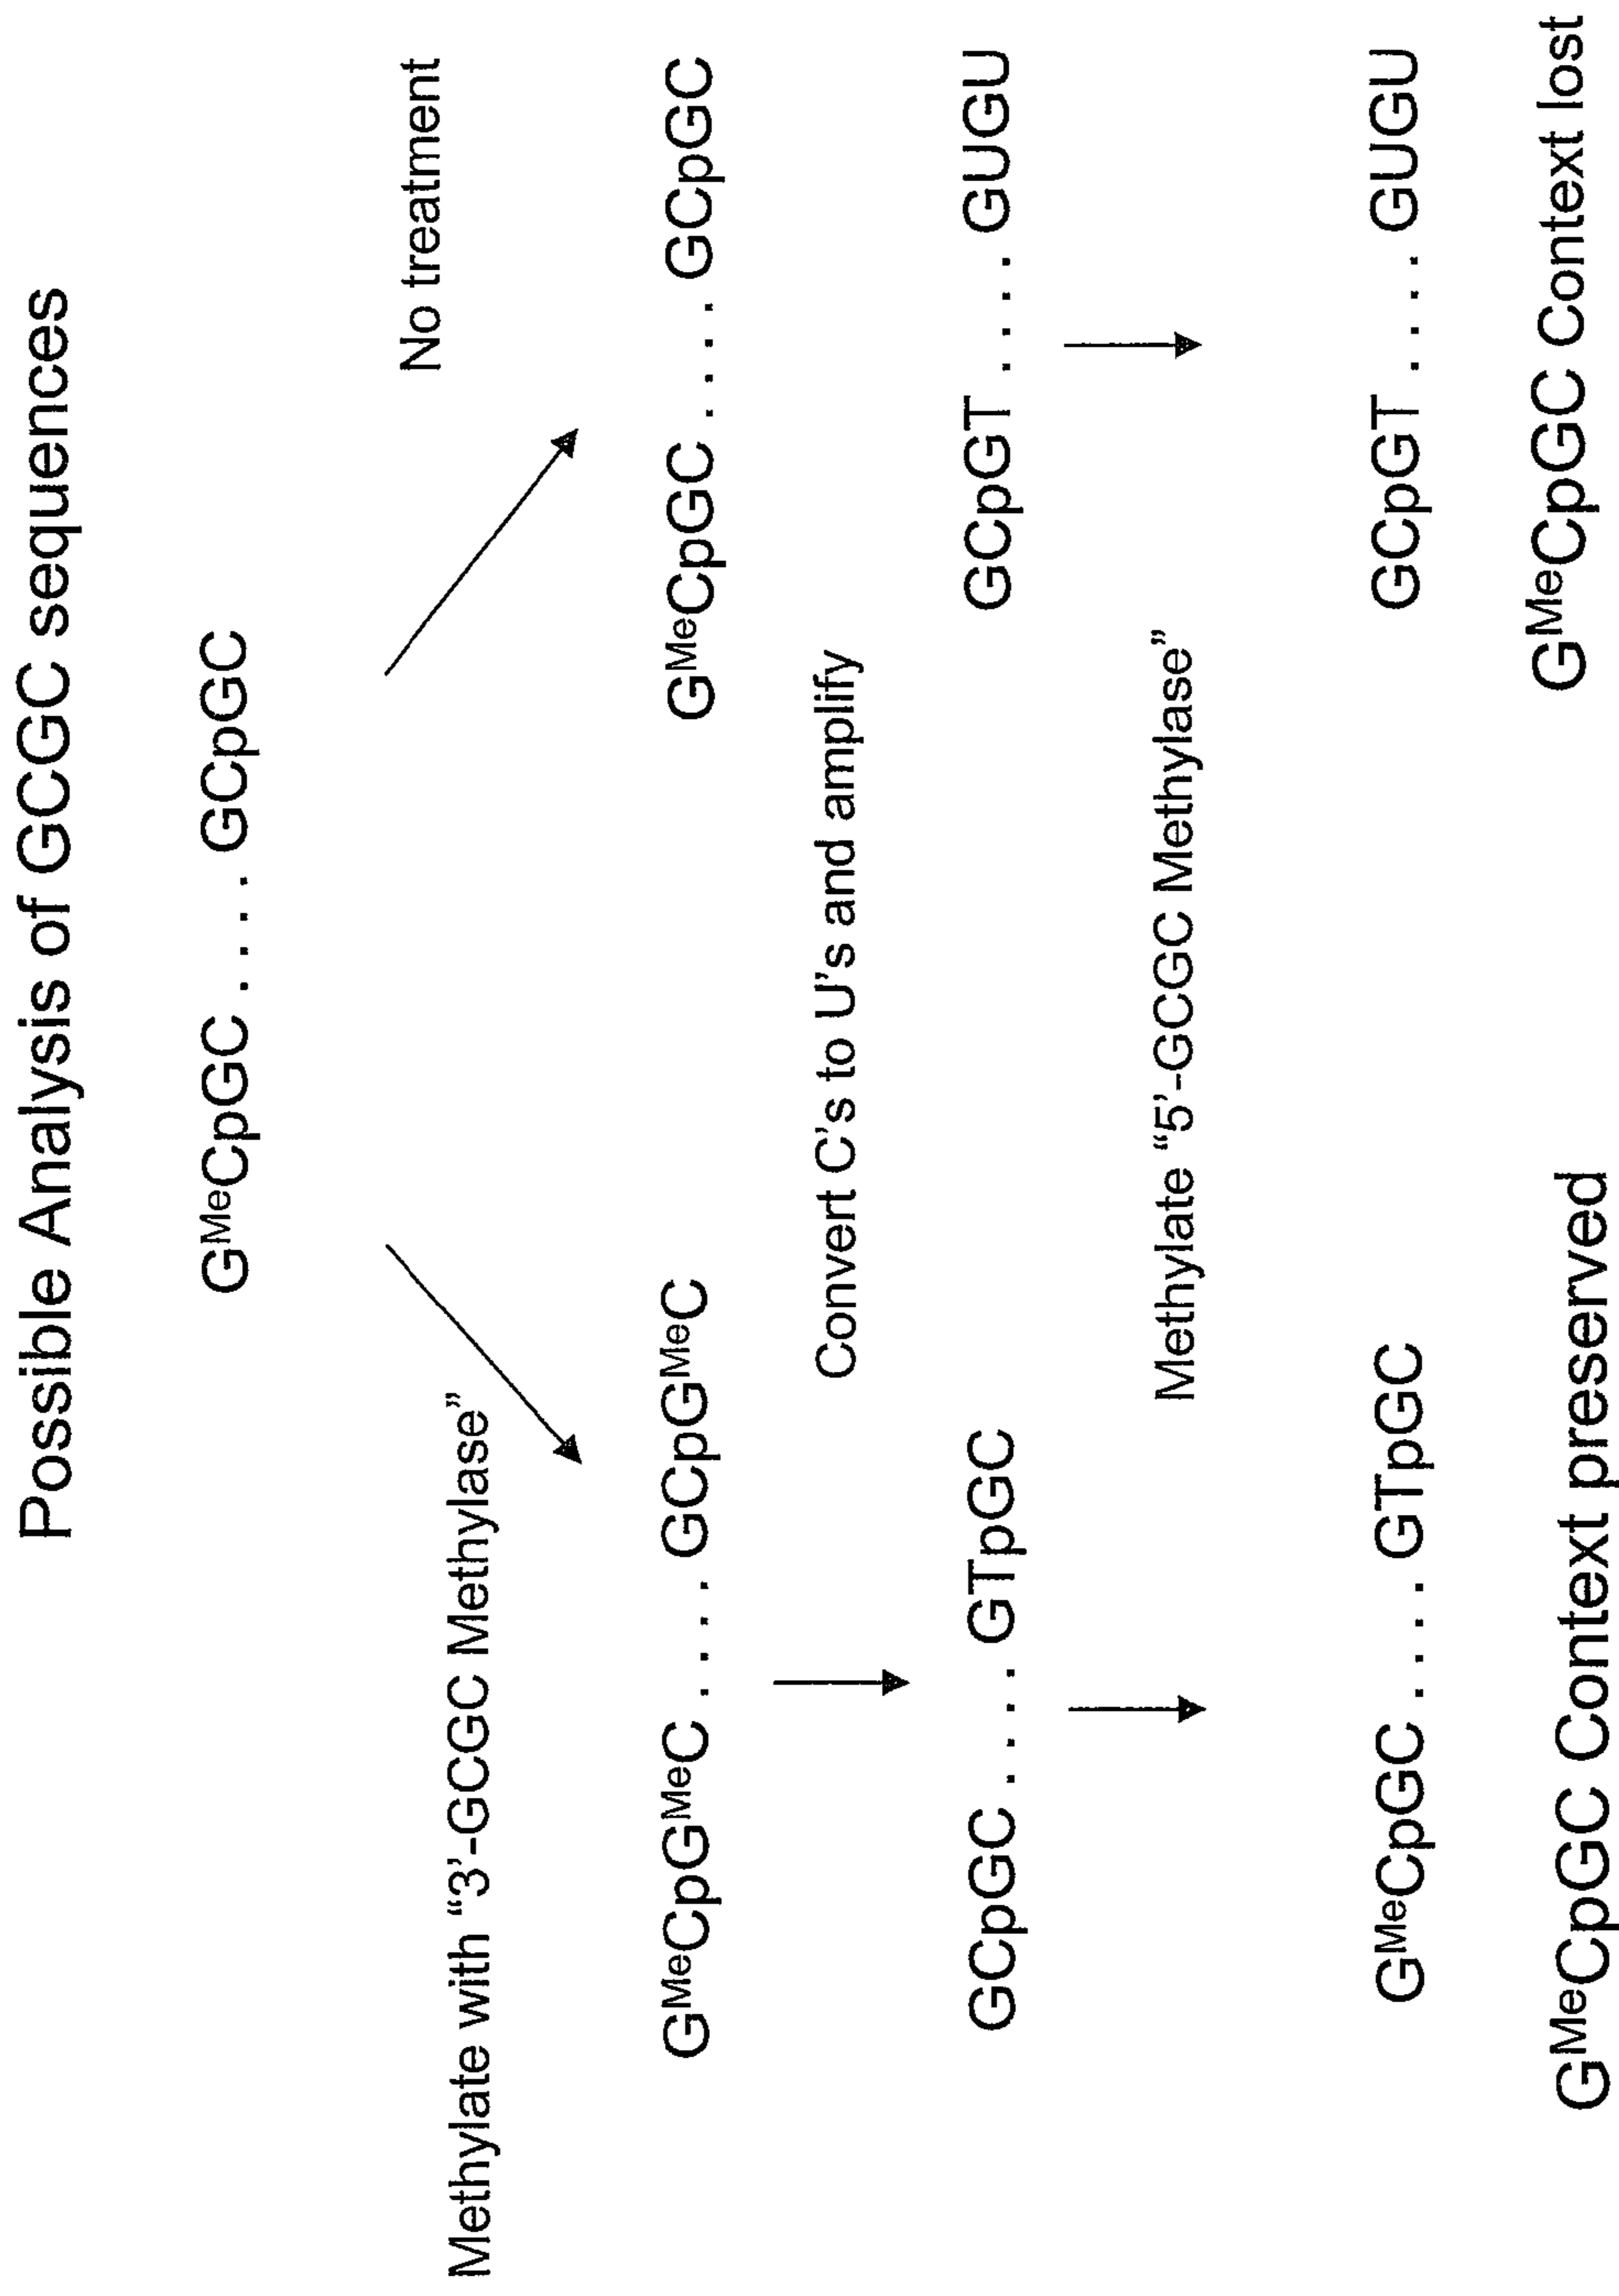 Possible Analysis of GCGC sequences
GMeCpGC .... GCpGC
No treatment
Methylate with “3’-GCGC Methylase”
GMeCpGMeC .... GCpGMeC
GMeCpGC .... GCpGC
Convert C’s to U’s and amplify
GCpGC .... GTpGC
GCpGT .... GUGU
Methylate “5’-GCGC Methylase”
GMeCpGC .... GTpGC
GCpGT .... GUGU
GMeCpGC Context preserved
GMeCpGC Context lost